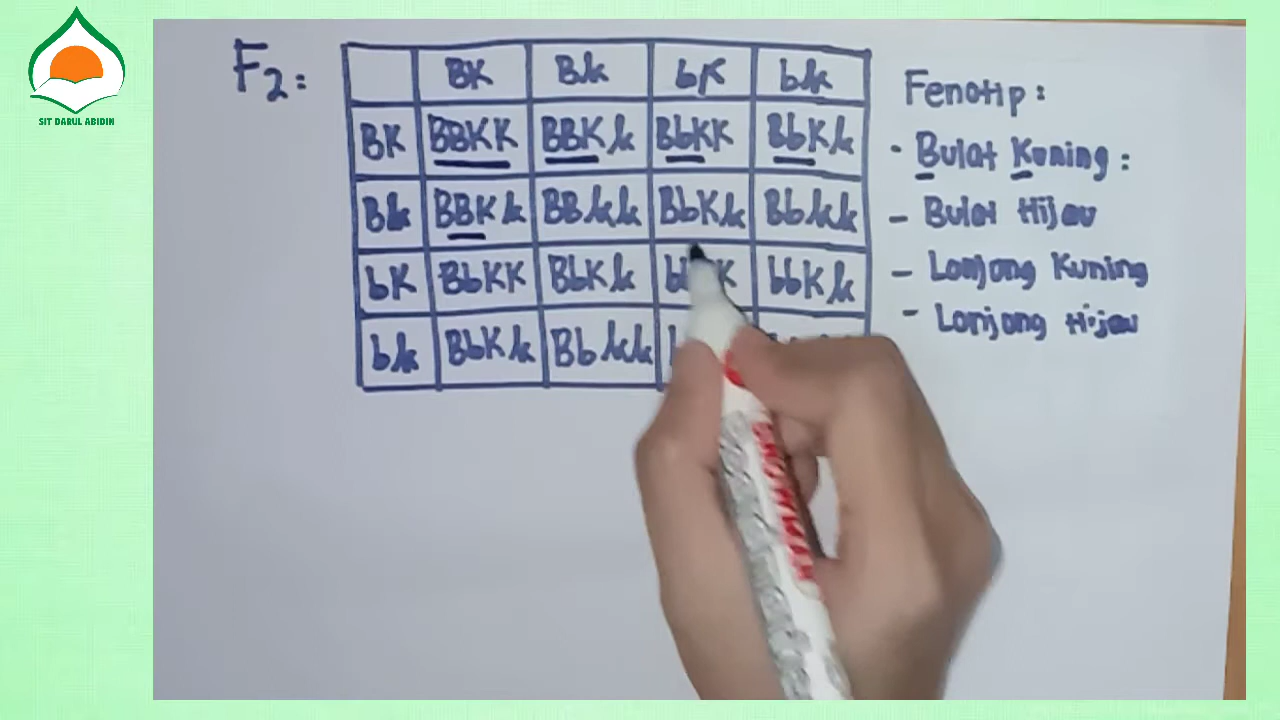 SIT DARUL ABIDIN
F2:
BK Bk bK bk
BK BBKK BBKk BbKK BbKk
Bk BBKk BBkk BbKk Bbkk
bK BbKK BbKk bbKk
bk BbKk Bbkk
Fenotip:
· Bulat Kuning:
- Bulat Hijau
- Lonjong Kuning
- Lonjong Hijau